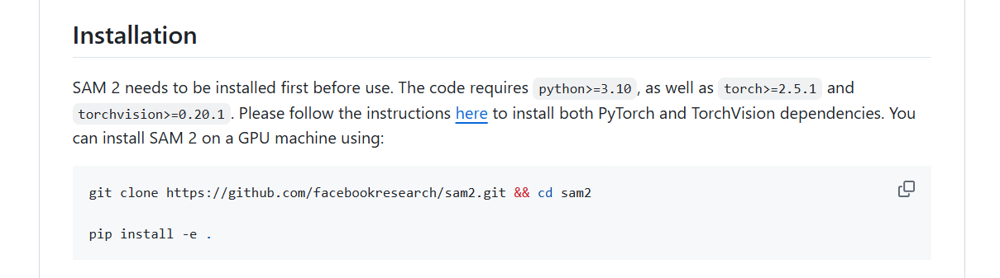 Installation
SAM 2 needs to be installed first before use. The code requires python>=3.10, as well as torch>=2.5.1 and
torchvision>=0.20.1. Please follow the instructions here to install both PyTorch and TorchVision dependencies. You
can install SAM 2 on a GPU machine using:
git clone https://github.com/facebookresearch/sam2.git && cd sam2
pip install -e .